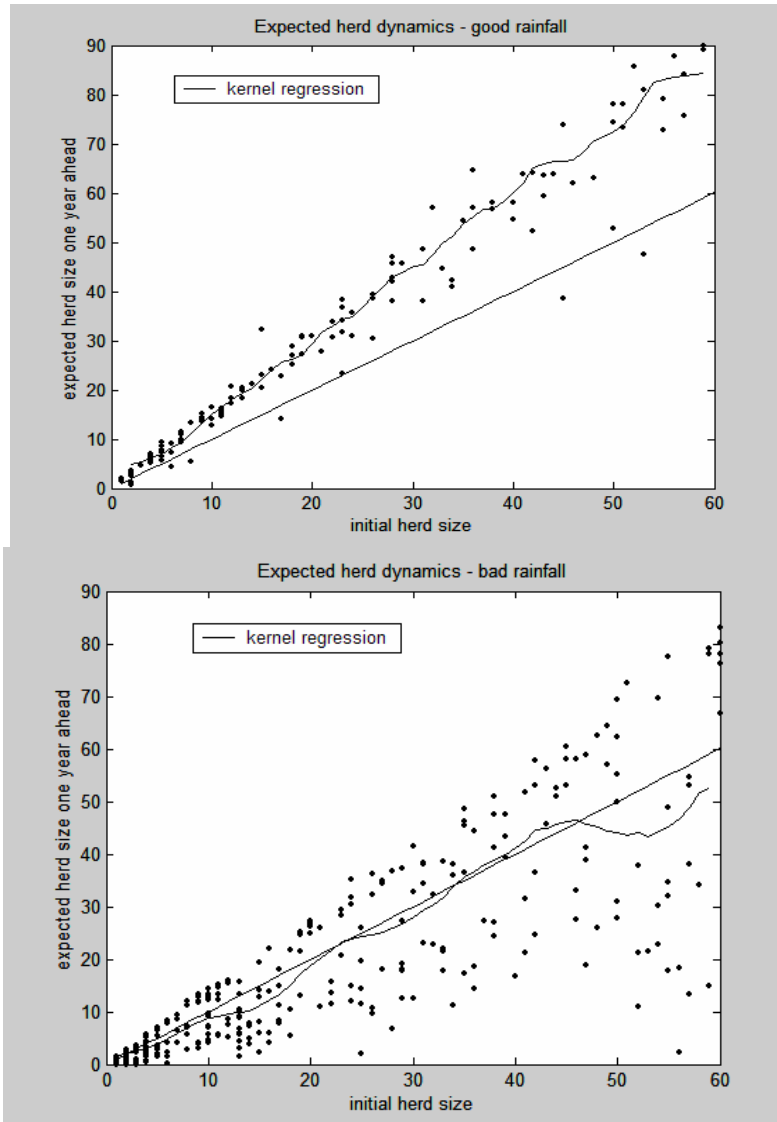 Expected herd dynamics - good rainfall
90
80
70
60
50
40
30
20
10
0
kernel regression
expected herd size one year ahead
0 10 20 30 40 50 60
initial herd size
Expected herd dynamics - bad rainfall
90
80
70
60
50
40
30
20
10
0
kernel regression
expected herd size one year ahead
0 10 20 30 40 50 60
initial herd size